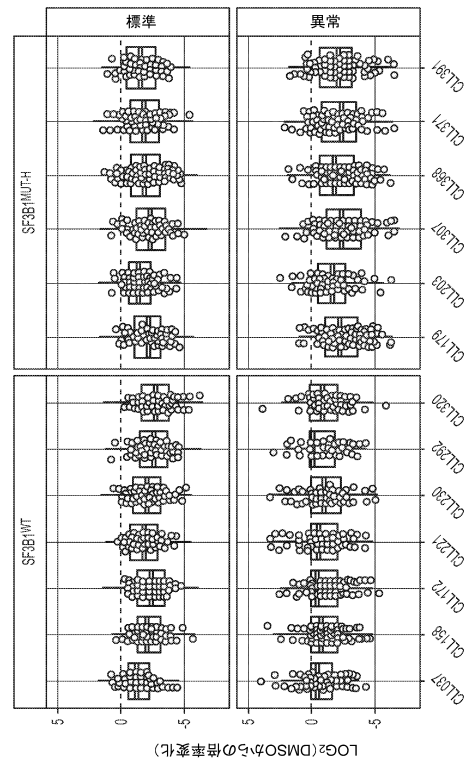 標準
異常
SF3B1MUT-H
SF3B1WT
5
0
-5
5
0
-5
CLL391
CLL371
CLL368
CLL307
CLL203
CLL179
CLL320
CLL292
CLL230
CLL221
CLL172
CLL158
CLL037
LOG₂(DMSOからの倍率変化)